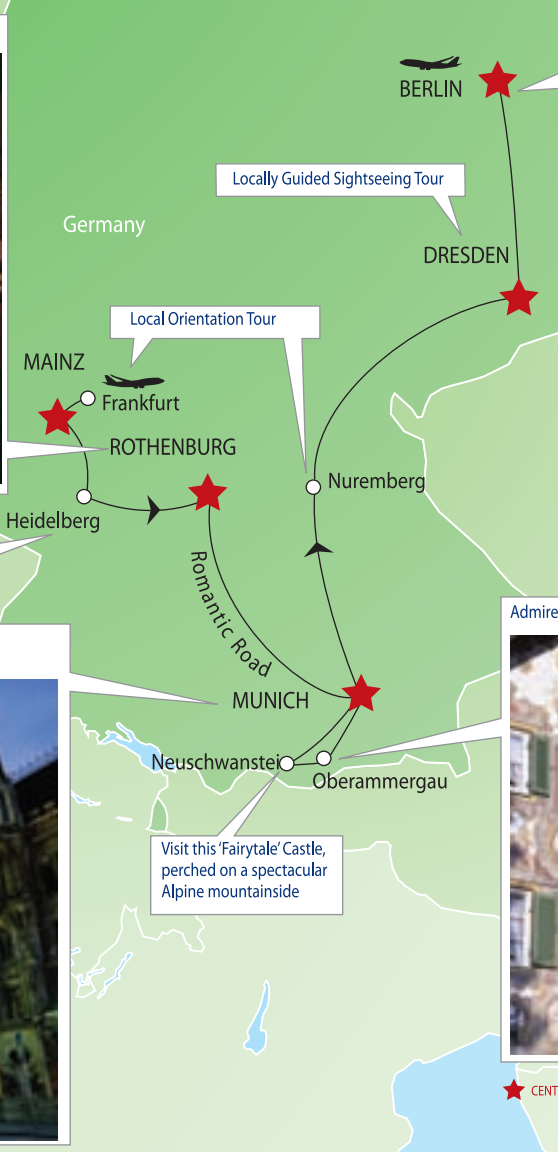 BERLIN
Locally Guided Sightseeing Tour
Germany
DRESDEN
Local Orientation Tour
MAINZ
Frankfurt
ROTHENBURG
Nuremberg
Heidelberg
Romantic Road
Admire
MUNICH
Neuschwanstei
Oberammergau
Visit this ‘Fairytale’ Castle,
perched on a spectacular
Alpine mountainside
CENT